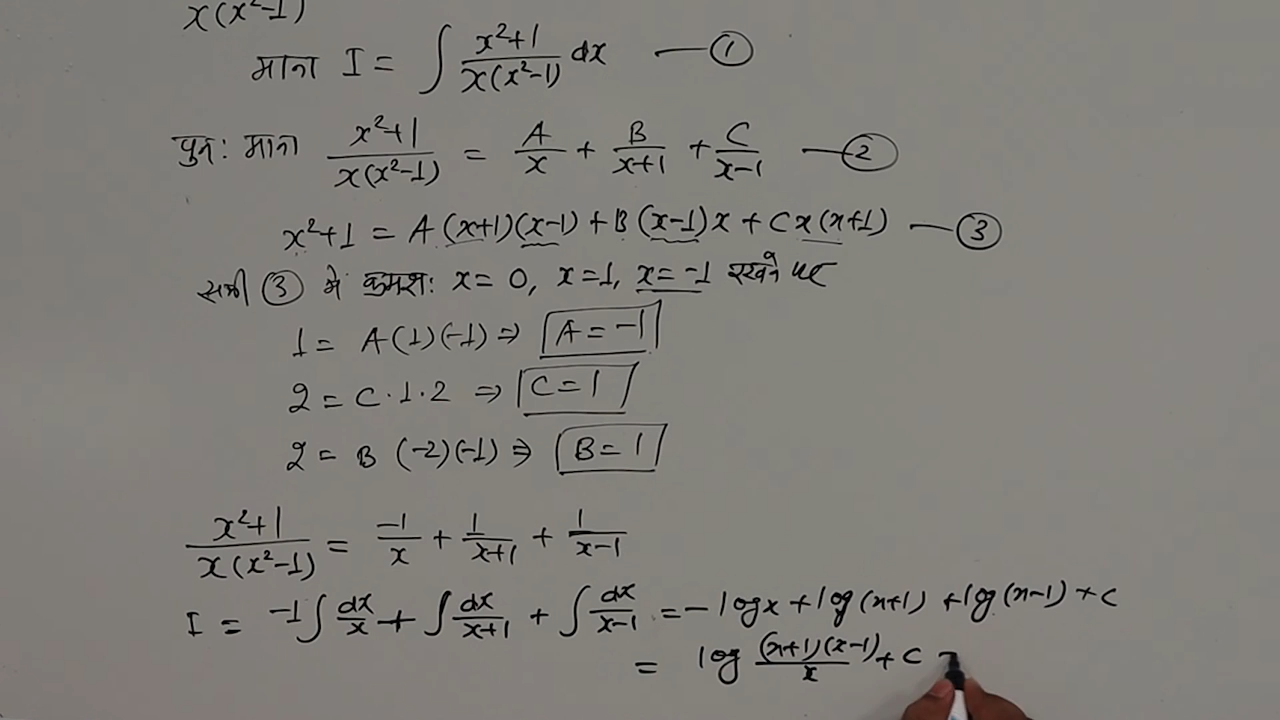 x(x²-1)
माना I = ∫ x²+1 / x(x²-1) dx — ①
पुनः माना x²+1 / x(x²-1) = A/x + B/x+1 + C/x-1 — ②
x²+1 = A(x+1)(x-1) + B(x-1)x + Cx(x+1) — ③
समी ③ मे क्रमशः x = 0, x = 1, x = -1 रखने पर
1 = A(1)(-1) ⇒ A = -1
2 = C·1·2 ⇒ C = 1
2 = B (-2)(-1) ⇒ B = 1
x²+1 / x(x²-1) = -1/x + 1/x+1 + 1/x-1
I = -1∫dx/x + ∫dx/x+1 + ∫dx/x-1 = -logx + log(x+1) + log(x-1) + c
= log (x+1)(x-1)/x + c